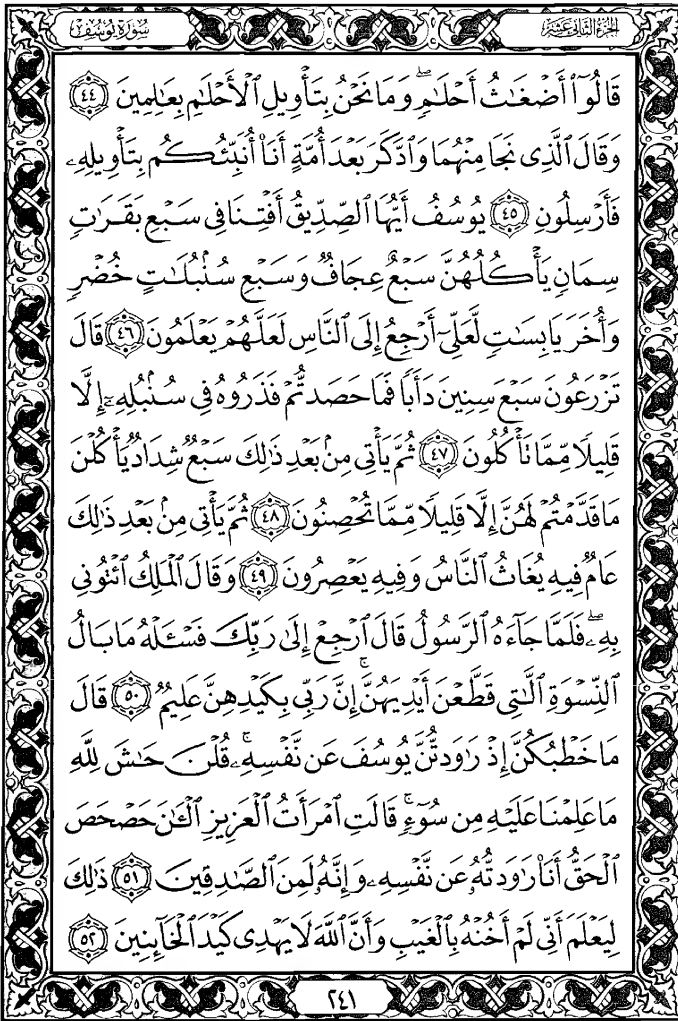 سورة يوسف
الجزء الثاني عشر
قَالُوٓا۟ أَضْغَـٰثُ أَحْلَـٰمٍۢ ۖ وَمَا نَحْنُ بِتَأْوِيلِ ٱلْأَحْلَـٰمِ بِعَـٰلِمِينَ ٤٤
وَقَالَ ٱلَّذِى نَجَا مِنْهُمَا وَٱدَّكَرَ بَعْدَ أُمَّةٍ أَنَا۠ أُنَبِّئُكُم بِتَأْوِيلِهِۦ
فَأَرْسِلُونِ ٤٥ يُوسُفُ أَيُّهَا ٱلصِّدِّيقُ أَفْتِنَا فِى سَبْعِ بَقَرَٰتٍۢ
سِمَانٍۢ يَأْكُلُهُنَّ سَبْعٌ عِجَافٌۭ وَسَبْعِ سُنۢبُلَـٰتٍ خُضْرٍۢ
وَأُخَرَ يَابِسَـٰتٍۢ لَّعَلِّىٓ أَرْجِعُ إِلَى ٱلنَّاسِ لَعَلَّهُمْ يَعْلَمُونَ ٤٦ قَالَ
تَزْرَعُونَ سَبْعَ سِنِينَ دَأَبًۭا فَمَا حَصَدتُّمْ فَذَرُوهُ فِى سُنۢبُلِهِۦٓ إِلَّا
قَلِيلًۭا مِّمَّا تَأْكُلُونَ ٤٧ ثُمَّ يَأْتِى مِنۢ بَعْدِ ذَٰلِكَ سَبْعٌۭ شِدَادٌۭ يَأْكُلْنَ
مَا قَدَّمْتُمْ لَهُنَّ إِلَّا قَلِيلًۭا مِّمَّا تُحْصِنُونَ ٤٨ ثُمَّ يَأْتِى مِنۢ بَعْدِ ذَٰلِكَ
عَامٌۭ فِيهِ يُغَاثُ ٱلنَّاسُ وَفِيهِ يَعْصِرُونَ ٤٩ وَقَالَ ٱلْمَلِكُ ٱئْتُونِى
بِهِۦ ۖ فَلَمَّا جَآءَهُ ٱلرَّسُولُ قَالَ ٱرْجِعْ إِلَىٰ رَبِّكَ فَسْـَٔلْهُ مَا بَالُ
ٱلنِّسْوَةِ ٱلَّـٰتِى قَطَّعْنَ أَيْدِيَهُنَّ ۚ إِنَّ رَبِّى بِكَيْدِهِنَّ عَلِيمٌۭ ٥٠ قَالَ
مَا خَطْبُكُنَّ إِذْ رَٰوَدتُّنَّ يُوسُفَ عَن نَّفْسِهِۦ ۚ قُلْنَ حَـٰشَ لِلَّهِ
مَا عَلِمْنَا عَلَيْهِ مِن سُوٓءٍۢ ۚ قَالَتِ ٱمْرَأَتُ ٱلْعَزِيزِ ٱلْـَٔـٰنَ حَصْحَصَ
ٱلْحَقُّ أَنَا۠ رَٰوَدتُّهُۥ عَن نَّفْسِهِۦ وَإِنَّهُۥ لَمِنَ ٱلصَّـٰدِقِينَ ٥١ ذَٰلِكَ
لِيَعْلَمَ أَنِّى لَمْ أَخُنْهُ بِٱلْغَيْبِ وَأَنَّ ٱللَّهَ لَا يَهْدِى كَيْدَ ٱلْخَآئِنِينَ ٥٢
٢٤١